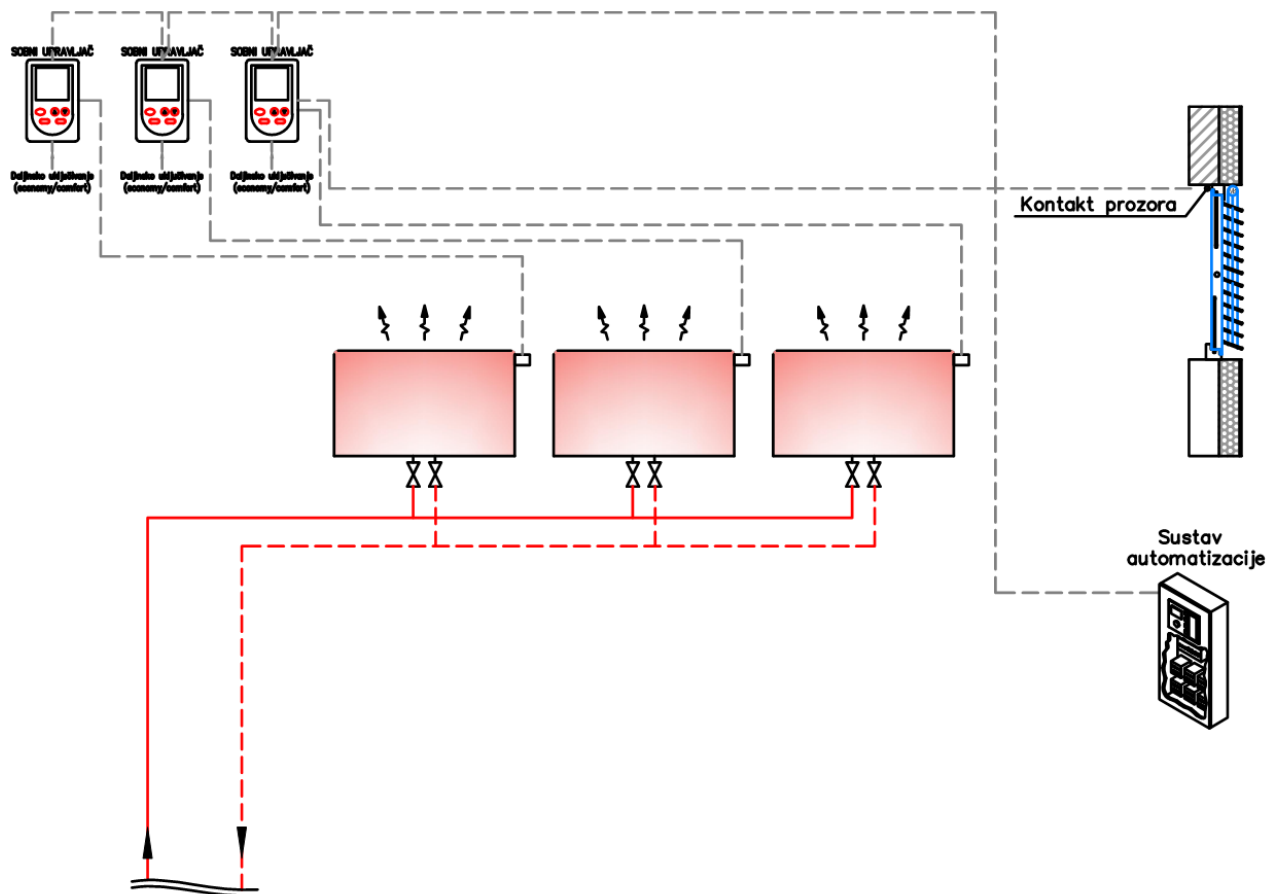 SOBNI UPRAVLJAČ
SOBNI UPRAVLJAČ
SOBNI UPRAVLJAČ
Daljinsko uključivanje
(economy/comfort)
Daljinsko uključivanje
(economy/comfort)
Daljinsko uključivanje
(economy/comfort)
Kontakt prozora
Sustav
automatizacije